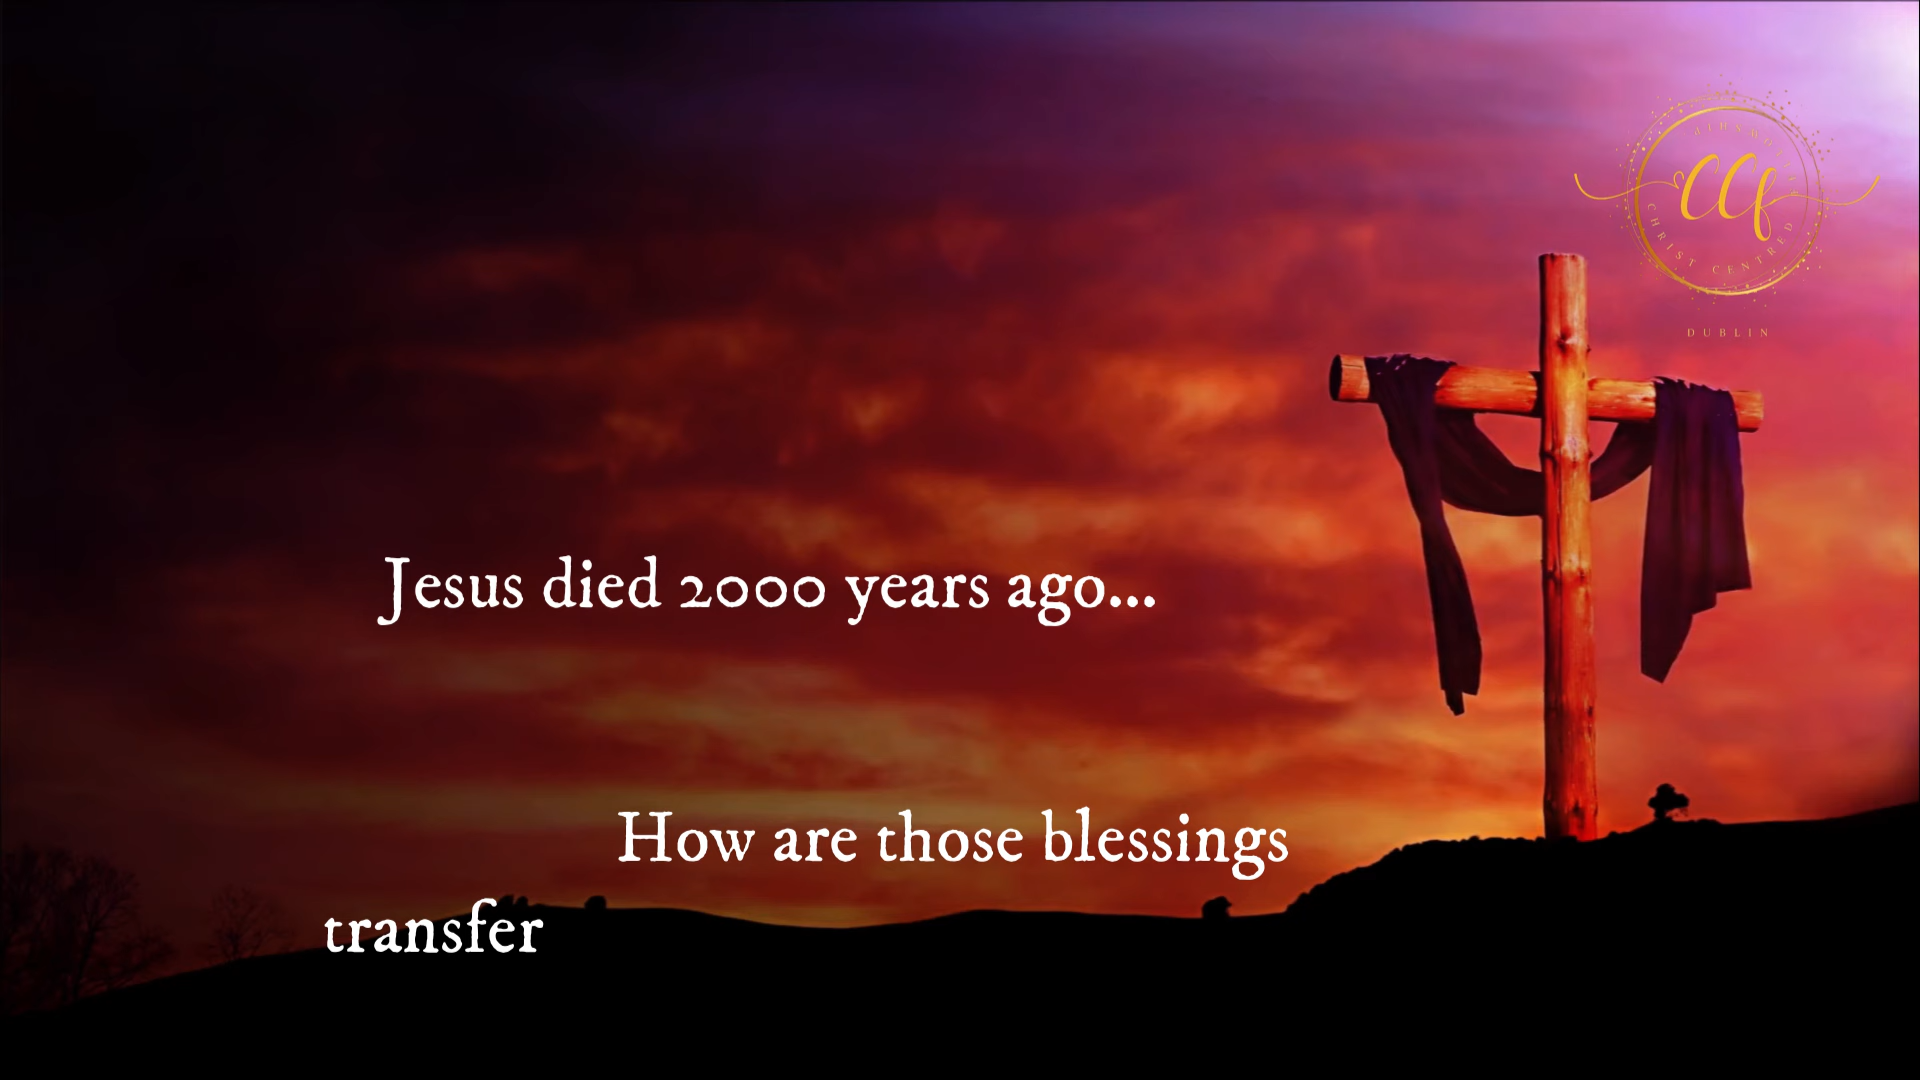 CCf
CHRIST CENTRED
DUBLIN
Jesus died 2000 years ago...
How are those blessings
transfer